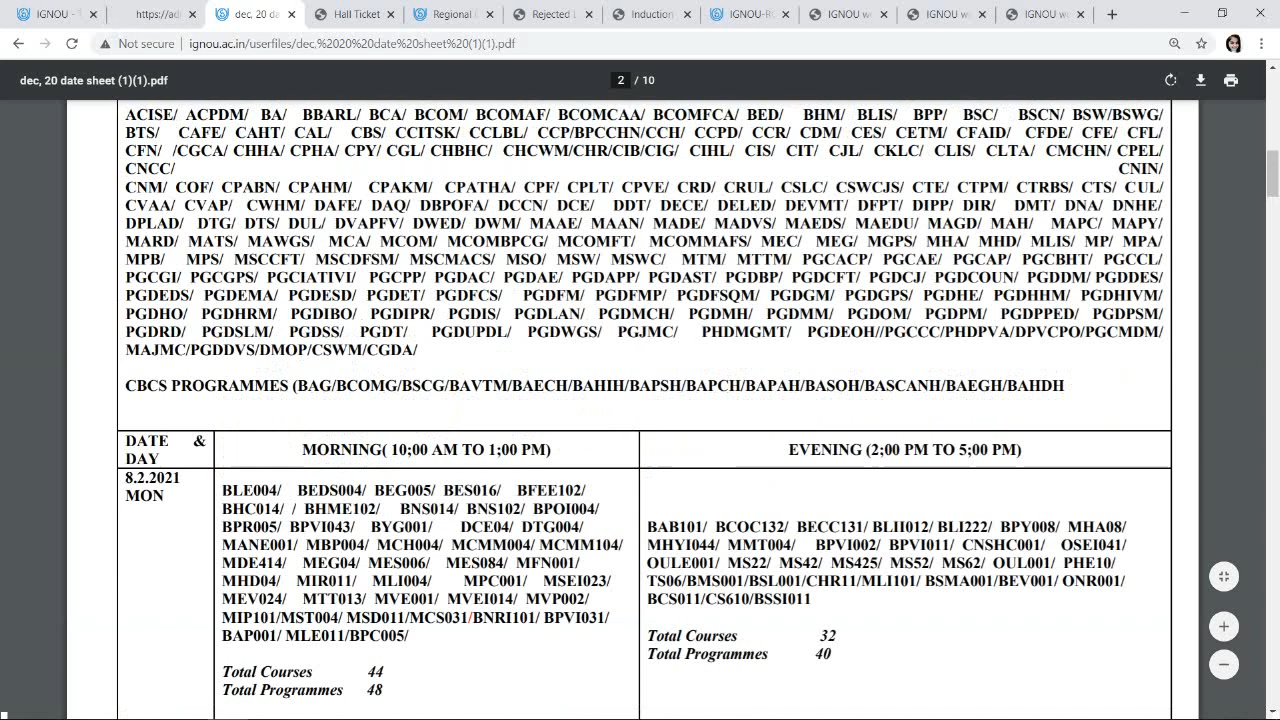 IGNOU - T
https://adn
dec, 20 da
Hall Ticket
Regional C
Rejected L
Induction
IGNOU-RC
IGNOU we
IGNOU wo
IGNOU wo
Not secure | ignou.ac.in/userfiles/dec,%2020%20date%20sheet%20(1)(1).pdf
dec, 20 date sheet (1)(1).pdf
2 / 10
ACISE/ ACPDM/ BA/ BBARL/ BCA/ BCOM/ BCOMAF/ BCOMCAA/ BCOMFCA/ BED/ BHM/ BLIS/ BPP/ BSC/ BSCN/ BSW/BSWG/
BTS/ CAFE/ CAHT/ CAL/ CBS/ CCITSK/ CCLBL/ CCP/BPCCHN/CCH/ CCPD/ CCR/ CDM/ CES/ CETM/ CFAID/ CFDE/ CFE/ CFL/
CFN/ /CGCA/ CHHA/ CPHA/ CPY/ CGL/ CHBHC/ CHCWM/CHR/CIB/CIG/ CIHL/ CIS/ CIT/ CJL/ CKLC/ CLIS/ CLTA/ CMCHN/ CPEL/
CNCC/ CNIN/
CNM/ COF/ CPABN/ CPAHM/ CPAKM/ CPATHA/ CPF/ CPLT/ CPVE/ CRD/ CRUL/ CSLC/ CSWCJS/ CTE/ CTPM/ CTRBS/ CTS/ CUL/
CVAA/ CVAP/ CWHM/ DAFE/ DAQ/ DBPOFA/ DCCN/ DCE/ DDT/ DECE/ DELED/ DEVMT/ DFPT/ DIPP/ DIR/ DMT/ DNA/ DNHE/
DPLAD/ DTG/ DTS/ DUL/ DVAPFV/ DWED/ DWM/ MAAE/ MAAN/ MADE/ MADVS/ MAEDS/ MAEDU/ MAGD/ MAH/ MAPC/ MAPY/
MARD/ MATS/ MAWGS/ MCA/ MCOM/ MCOMBPCG/ MCOMFT/ MCOMMAFS/ MEC/ MEG/ MGPS/ MHA/ MHD/ MLIS/ MP/ MPA/
MPB/ MPS/ MSCCFT/ MSCDFSM/ MSCMACS/ MSO/ MSW/ MSWC/ MTM/ MTTM/ PGCACP/ PGCAE/ PGCAP/ PGCBHT/ PGCCL/
PGCGI/ PGCGPS/ PGCIATIVI/ PGCPP/ PGDAC/ PGDAE/ PGDAPP/ PGDAST/ PGDBP/ PGDCFT/ PGDCJ/ PGDCOUN/ PGDDM/ PGDDES/
PGDEDS/ PGDEMA/ PGDESD/ PGDET/ PGDFCS/ PGDFM/ PGDFMP/ PGDFSQM/ PGDGM/ PGDGPS/ PGDHE/ PGDHHM/ PGDHIVM/
PGDHO/ PGDHRM/ PGDIBO/ PGDIPR/ PGDIS/ PGDLAN/ PGDMCH/ PGDMH/ PGDMM/ PGDOM/ PGDPM/ PGDPPED/ PGDPSM/
PGDRD/ PGDSLM/ PGDSS/ PGDT/ PGDUPDL/ PGDWGS/ PGJMC/ PHDMGMT/ PGDEOH//PGCCC/PHDPVA/DPVCPO/PGCMDM/
MAJMC/PGDDVS/DMOP/CSWM/CGDA/
CBCS PROGRAMMES (BAG/BCOMG/BSCG/BAVTM/BAECH/BAHIH/BAPSH/BAPCH/BAPAH/BASOH/BASCANH/BAEGH/BAHDH
DATE & DAY
MORNING( 10;00 AM TO 1;00 PM)
EVENING (2;00 PM TO 5;00 PM)
8.2.2021
MON
BLE004/ BEDS004/ BEG005/ BES016/ BFEE102/
BHC014/ / BHME102/ BNS014/ BNS102/ BPOI004/
BPR005/ BPVI043/ BYG001/ DCE04/ DTG004/
MANE001/ MBP004/ MCH004/ MCMM004/ MCMM104/
MDE414/ MEG04/ MES006/ MES084/ MFN001/
MHD04/ MIR011/ MLI004/ MPC001/ MSEI023/
MEV024/ MTT013/ MVE001/ MVEI014/ MVP002/
MIP101/MST004/ MSD011/MCS031/BNRI101/ BPVI031/
BAP001/ MLE011/BPC005/
Total Courses 44
Total Programmes 48
BAB101/ BCOC132/ BECC131/ BLII012/ BLI222/ BPY008/ MHA08/
MHYI044/ MMT004/ BPVI002/ BPVI011/ CNSHC001/ OSEI041/
OULE001/ MS22/ MS42/ MS425/ MS52/ MS62/ OUL001/ PHE10/
TS06/BMS001/BSL001/CHR11/MLI101/ BSMA001/BEV001/ ONR001/
BCS011/CS610/BSSI011
Total Courses 32
Total Programmes 40